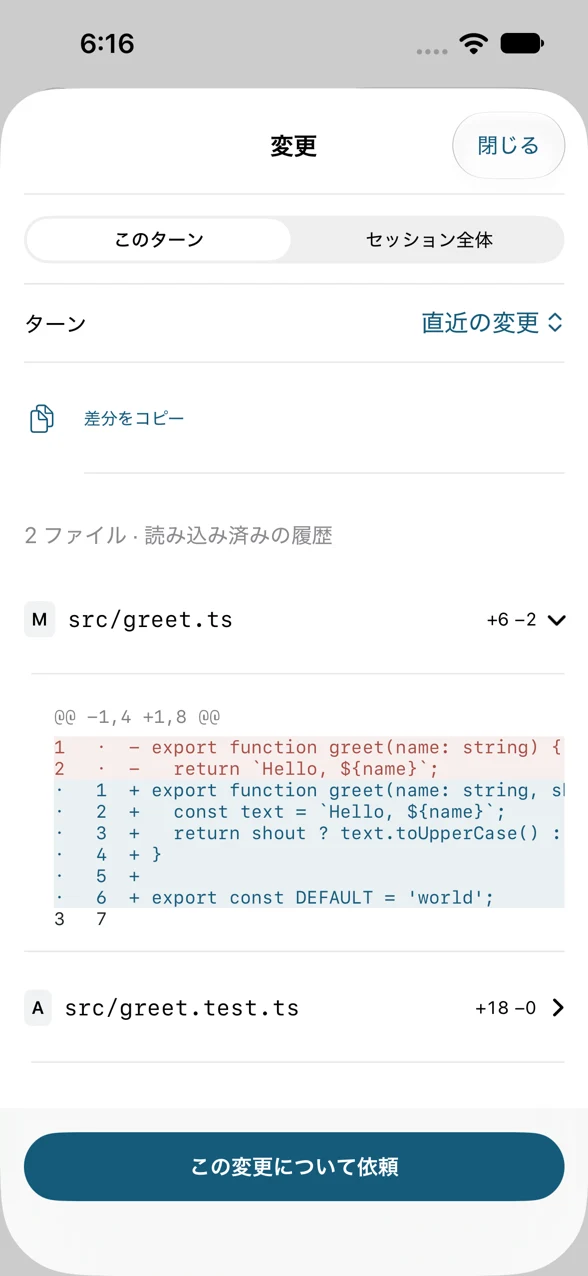 6:16
変更
閉じる
このターン
セッション全体
ターン
直近の変更
差分をコピー
2 ファイル · 読み込み済みの履歴
M src/greet.ts +6 −2
@@ −1,4 +1,8 @@
1 · − export function greet(name: string) {
2 · −   return `Hello, ${name}`;
· 1 + export function greet(name: string, sh
· 2 +   const text = `Hello, ${name}`;
· 3 +   return shout ? text.toUpperCase() :
· 4 + }
· 5 +
· 6 + export const DEFAULT = 'world';
3 7
A src/greet.test.ts +18 −0
この変更について依頼